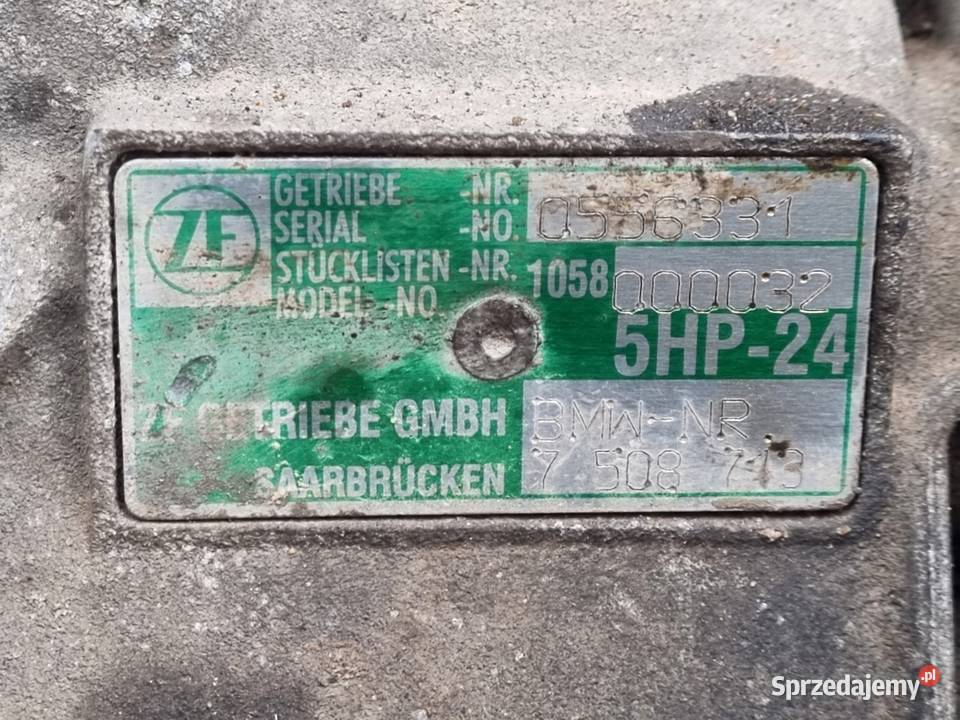 ZF
GETRIEBE -NR. 0556331
SERIAL -NO.
STÜCKLISTEN -NR. 1058 000032
MODEL - NO.
5HP-24
ZF GETRIEBE GMBH BMW-NR
SAARBRÜCKEN 7 508 713
Sprzedajemy.pl